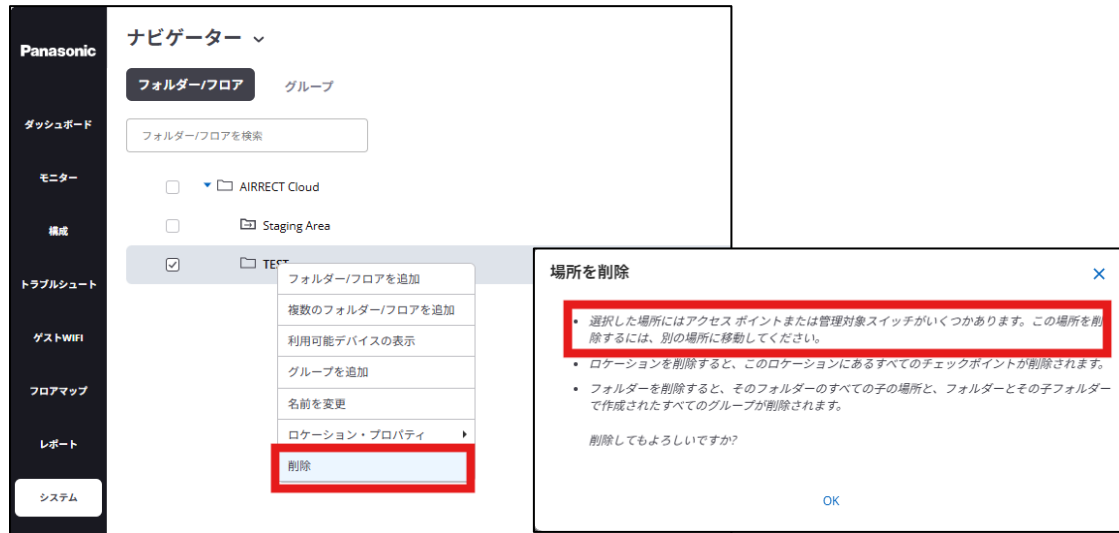 Panasonic
ダッシュボード
モニター
構成
トラブルシュート
ゲストWIFI
フロアマップ
レポート
システム
ナビゲーター
フォルダー/フロア
グループ
フォルダー/フロアを検索
AIRRECT Cloud
Staging Area
TEST
フォルダー/フロアを追加
複数のフォルダー/フロアを追加
利用可能デバイスの表示
グループを追加
名前を変更
ロケーション・プロパティ
削除
場所を削除
• 選択した場所にはアクセス ポイントまたは管理対象スイッチがいくつかあります。この場所を削
除するには、別の場所に移動してください。
• ロケーションを削除すると、このロケーションにあるすべてのチェックポイントが削除されます。
• フォルダーを削除すると、そのフォルダーのすべての子の場所と、フォルダーとその子フォルダー
で作成されたすべてのグループが削除されます。
削除してもよろしいですか?
OK